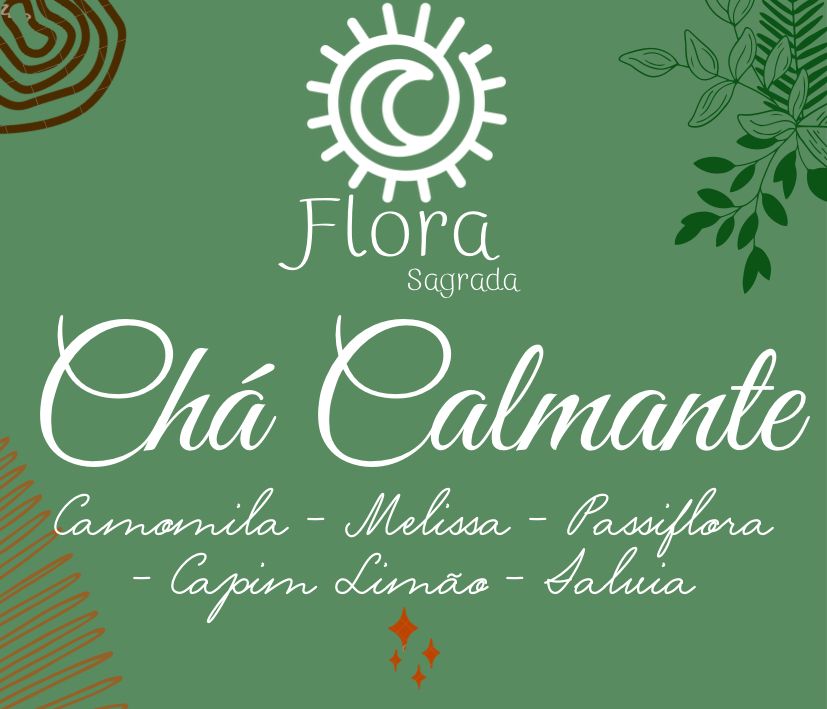 Flora
Sagrada
Chá Calmante
Camomila - Melissa - Passiflora
- Capim Limão - Salvia